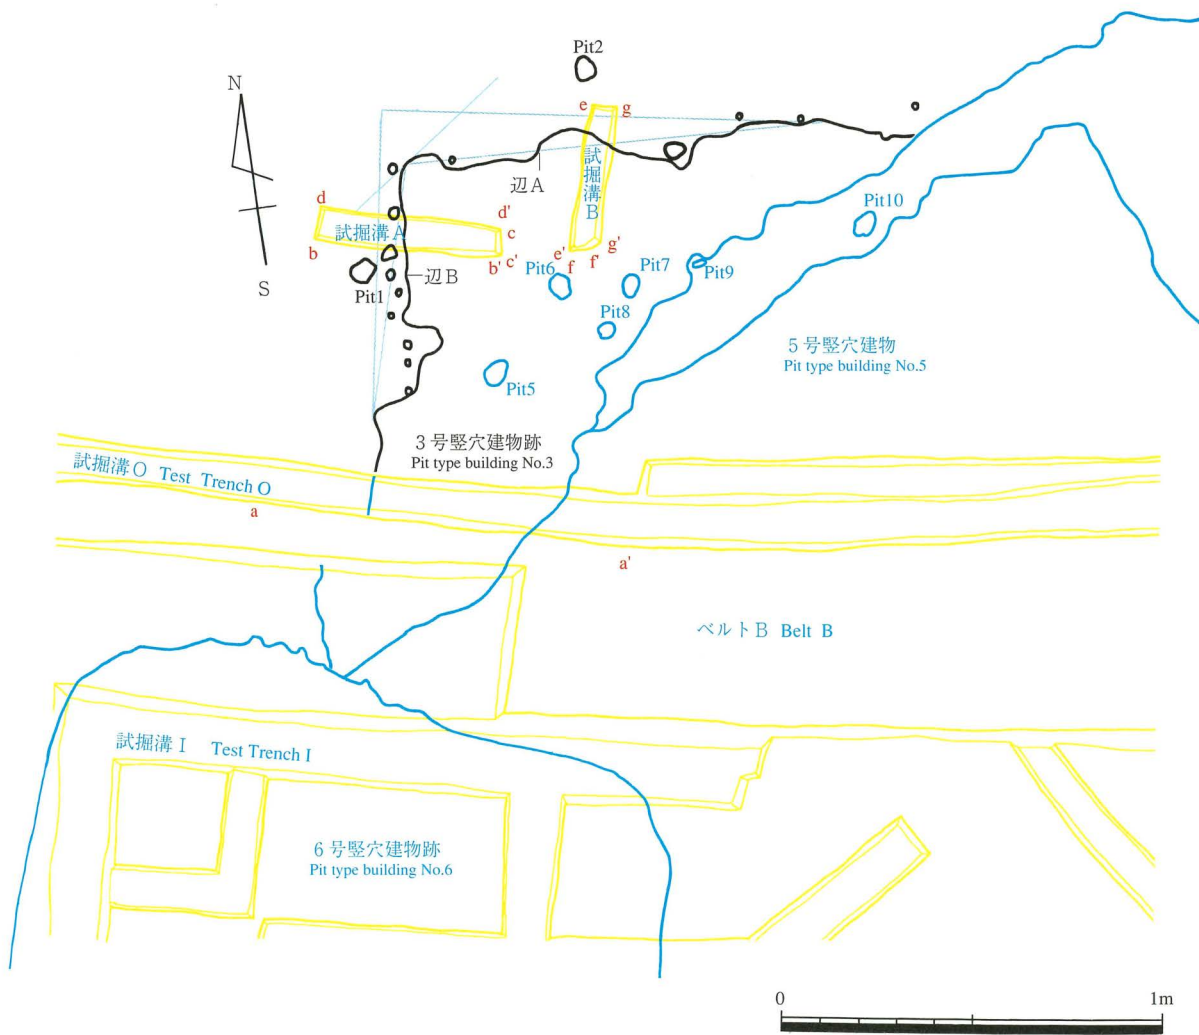 Pit2
N
e
g
試掘溝B
辺A
Pit10
d
試掘溝A
d'
c
b
b'
c'
e'
g'
f
f'
Pit6
Pit7
Pit9
辺B
S
Pit1
Pit8
5号竪穴建物
Pit type building No.5
Pit5
3号竪穴建物跡
Pit type building No.3
試掘溝O Test Trench O
a
a'
ベルトB Belt B
試掘溝I Test Trench I
6号竪穴建物跡
Pit type building No.6
0
1m